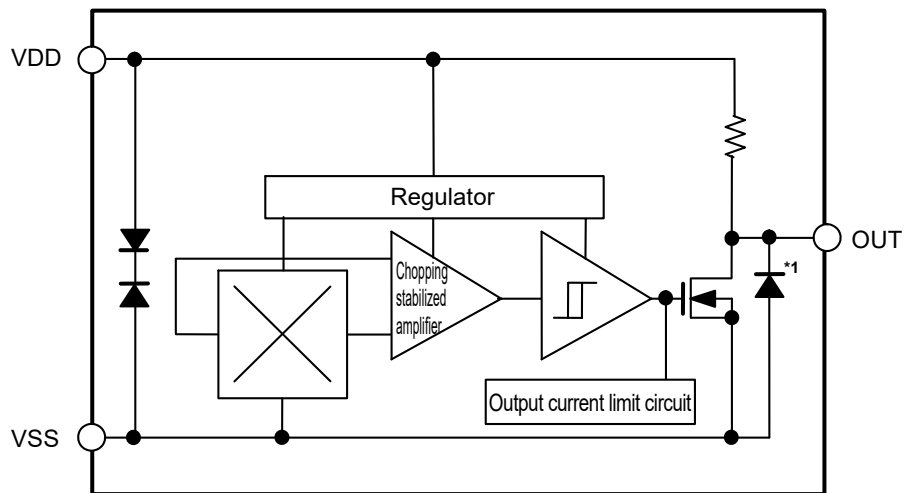 VDD
Regulator
OUT
*1
Chopping
stabilized
amplifier
Output current limit circuit
VSS